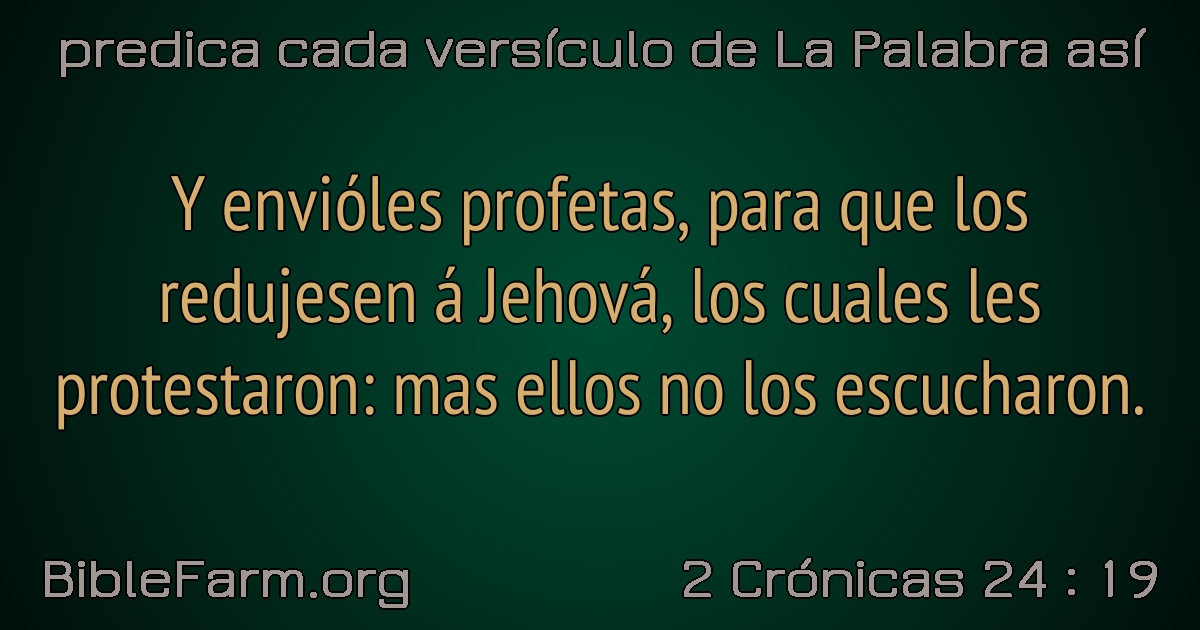 predica cada versículo de La Palabra así
Y envióles profetas, para que los
redujesen á Jehová, los cuales les
protestaron: mas ellos no los escucharon.
BibleFarm.org
2 Crónicas 24 : 19